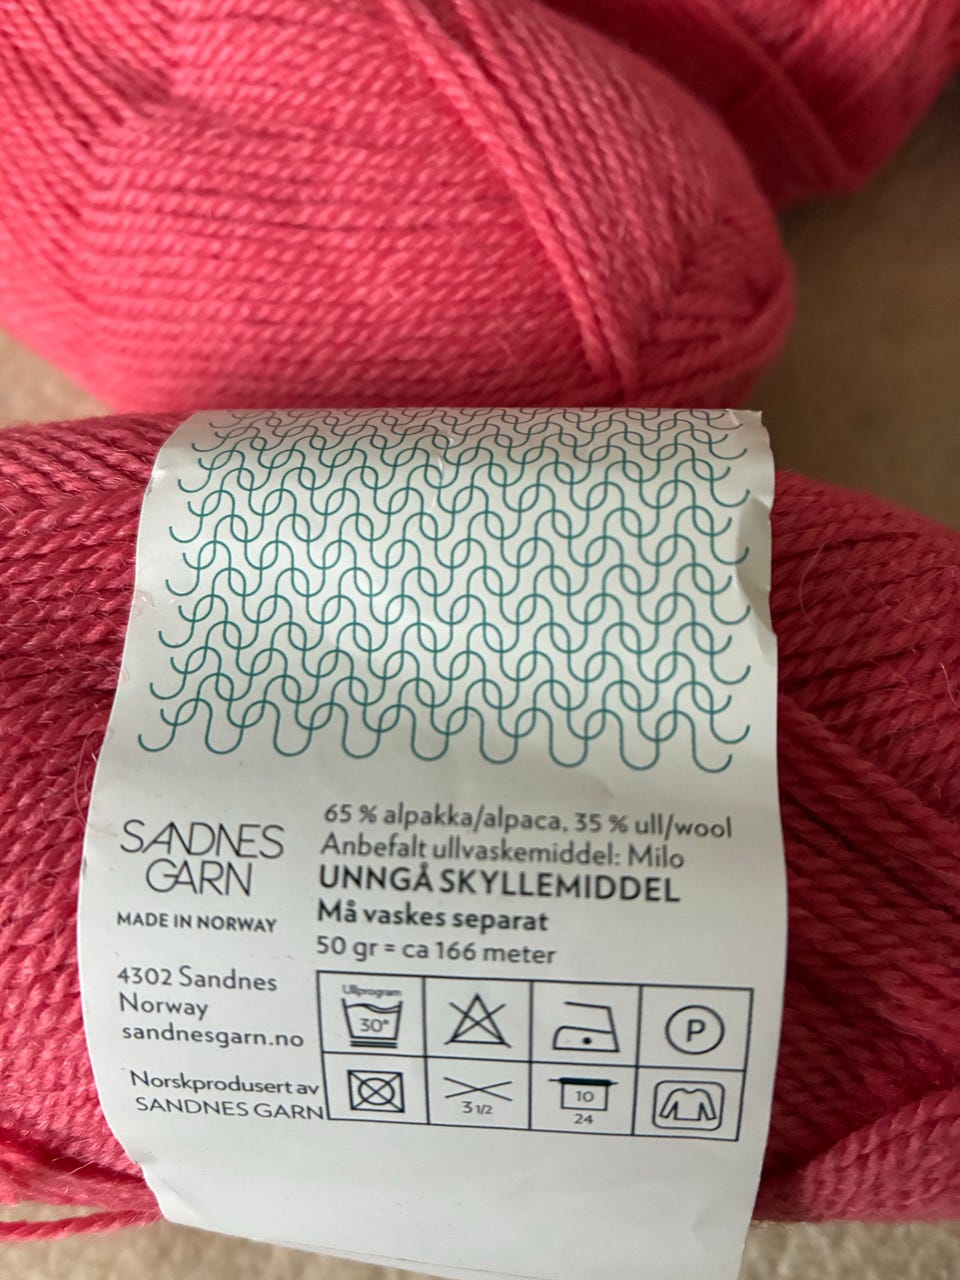 65 % alpakka/alpaca, 35 % ull/wool
Anbefalt ullvaskemiddel: Milo
UNNGÅ SKYLLEMIDDEL
Må vaskes separat
50 gr = ca 166 meter
SANDNES
GARN
MADE IN NORWAY
4302 Sandnes
Norway
sandnesgarn.no
Norskprodusert av
SANDNES GARN
Ullprogram
30°
P
3 1/2
10
24